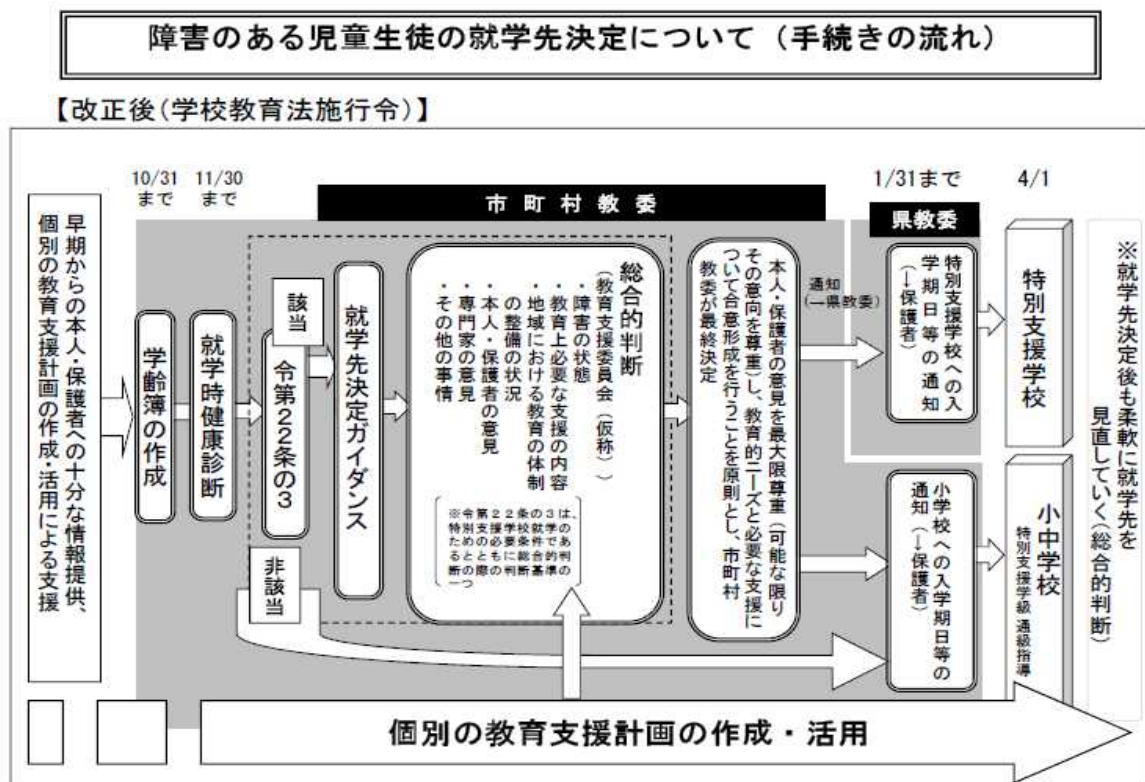 障害のある児童生徒の就学先決定について（手続きの流れ）
【改正後（学校教育法施行令）】
早期からの本人・保護者への十分な情報提供、
個別の教育支援計画の作成・活用による支援
10/31
まで
11/30
まで
市町村教委
1/31まで
4/1
県教委
学齢簿の作成
就学時健康診断
該当
令第22条の3
非該当
就学先決定ガイダンス
総合的判断
（教育支援委員会（仮称））
・障害の状態
・教育上必要な支援の内容
・地域における教育の体制
の整備の状況
・本人・保護者の意見
・専門家の意見
・その他の事情
※令第22条の3は、
特別支援学校就学の
ための必要条件であ
るとともに総合的判
断の際の判断基準の
一つ
本人・保護者の意見を最大限尊重（可能な限り
その意向を尊重）し、教育的ニーズと必要な支援に
ついて合意形成を行うことを原則とし、市町村
教委が最終決定
通知
（→県教委）
特別支援学校への入
学期日等の通知
（→保護者）
特別支援学校
小学校への入学期日等の
通知（→保護者）
小中学校
特別支援学級 通級指導
※就学先決定後も柔軟に就学先を
見直していく（総合的判断）
個別の教育支援計画の作成・活用